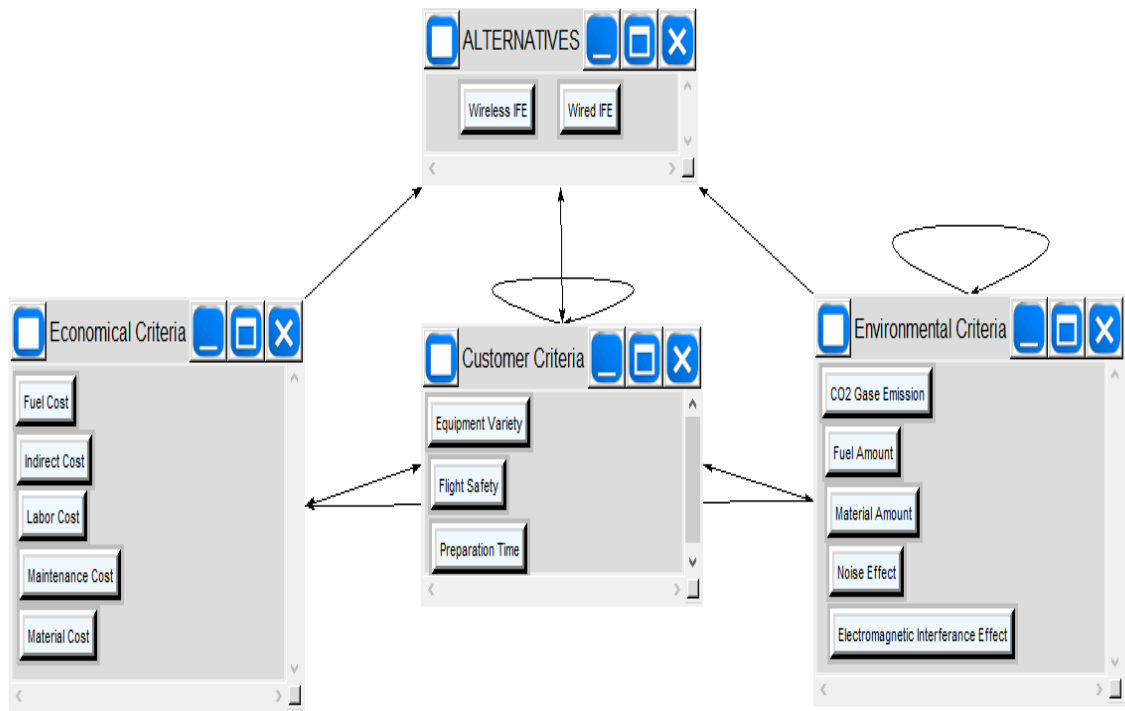 ALTERNATIVES
Wireless IFE
Wired IFE
Economical Criteria
Fuel Cost
Indirect Cost
Labor Cost
Maintenance Cost
Material Cost
Customer Criteria
Equipment Variety
Flight Safety
Preparation Time
Environmental Criteria
CO2 Gase Emission
Fuel Amount
Material Amount
Noise Effect
Electromagnetic Interferance Effect